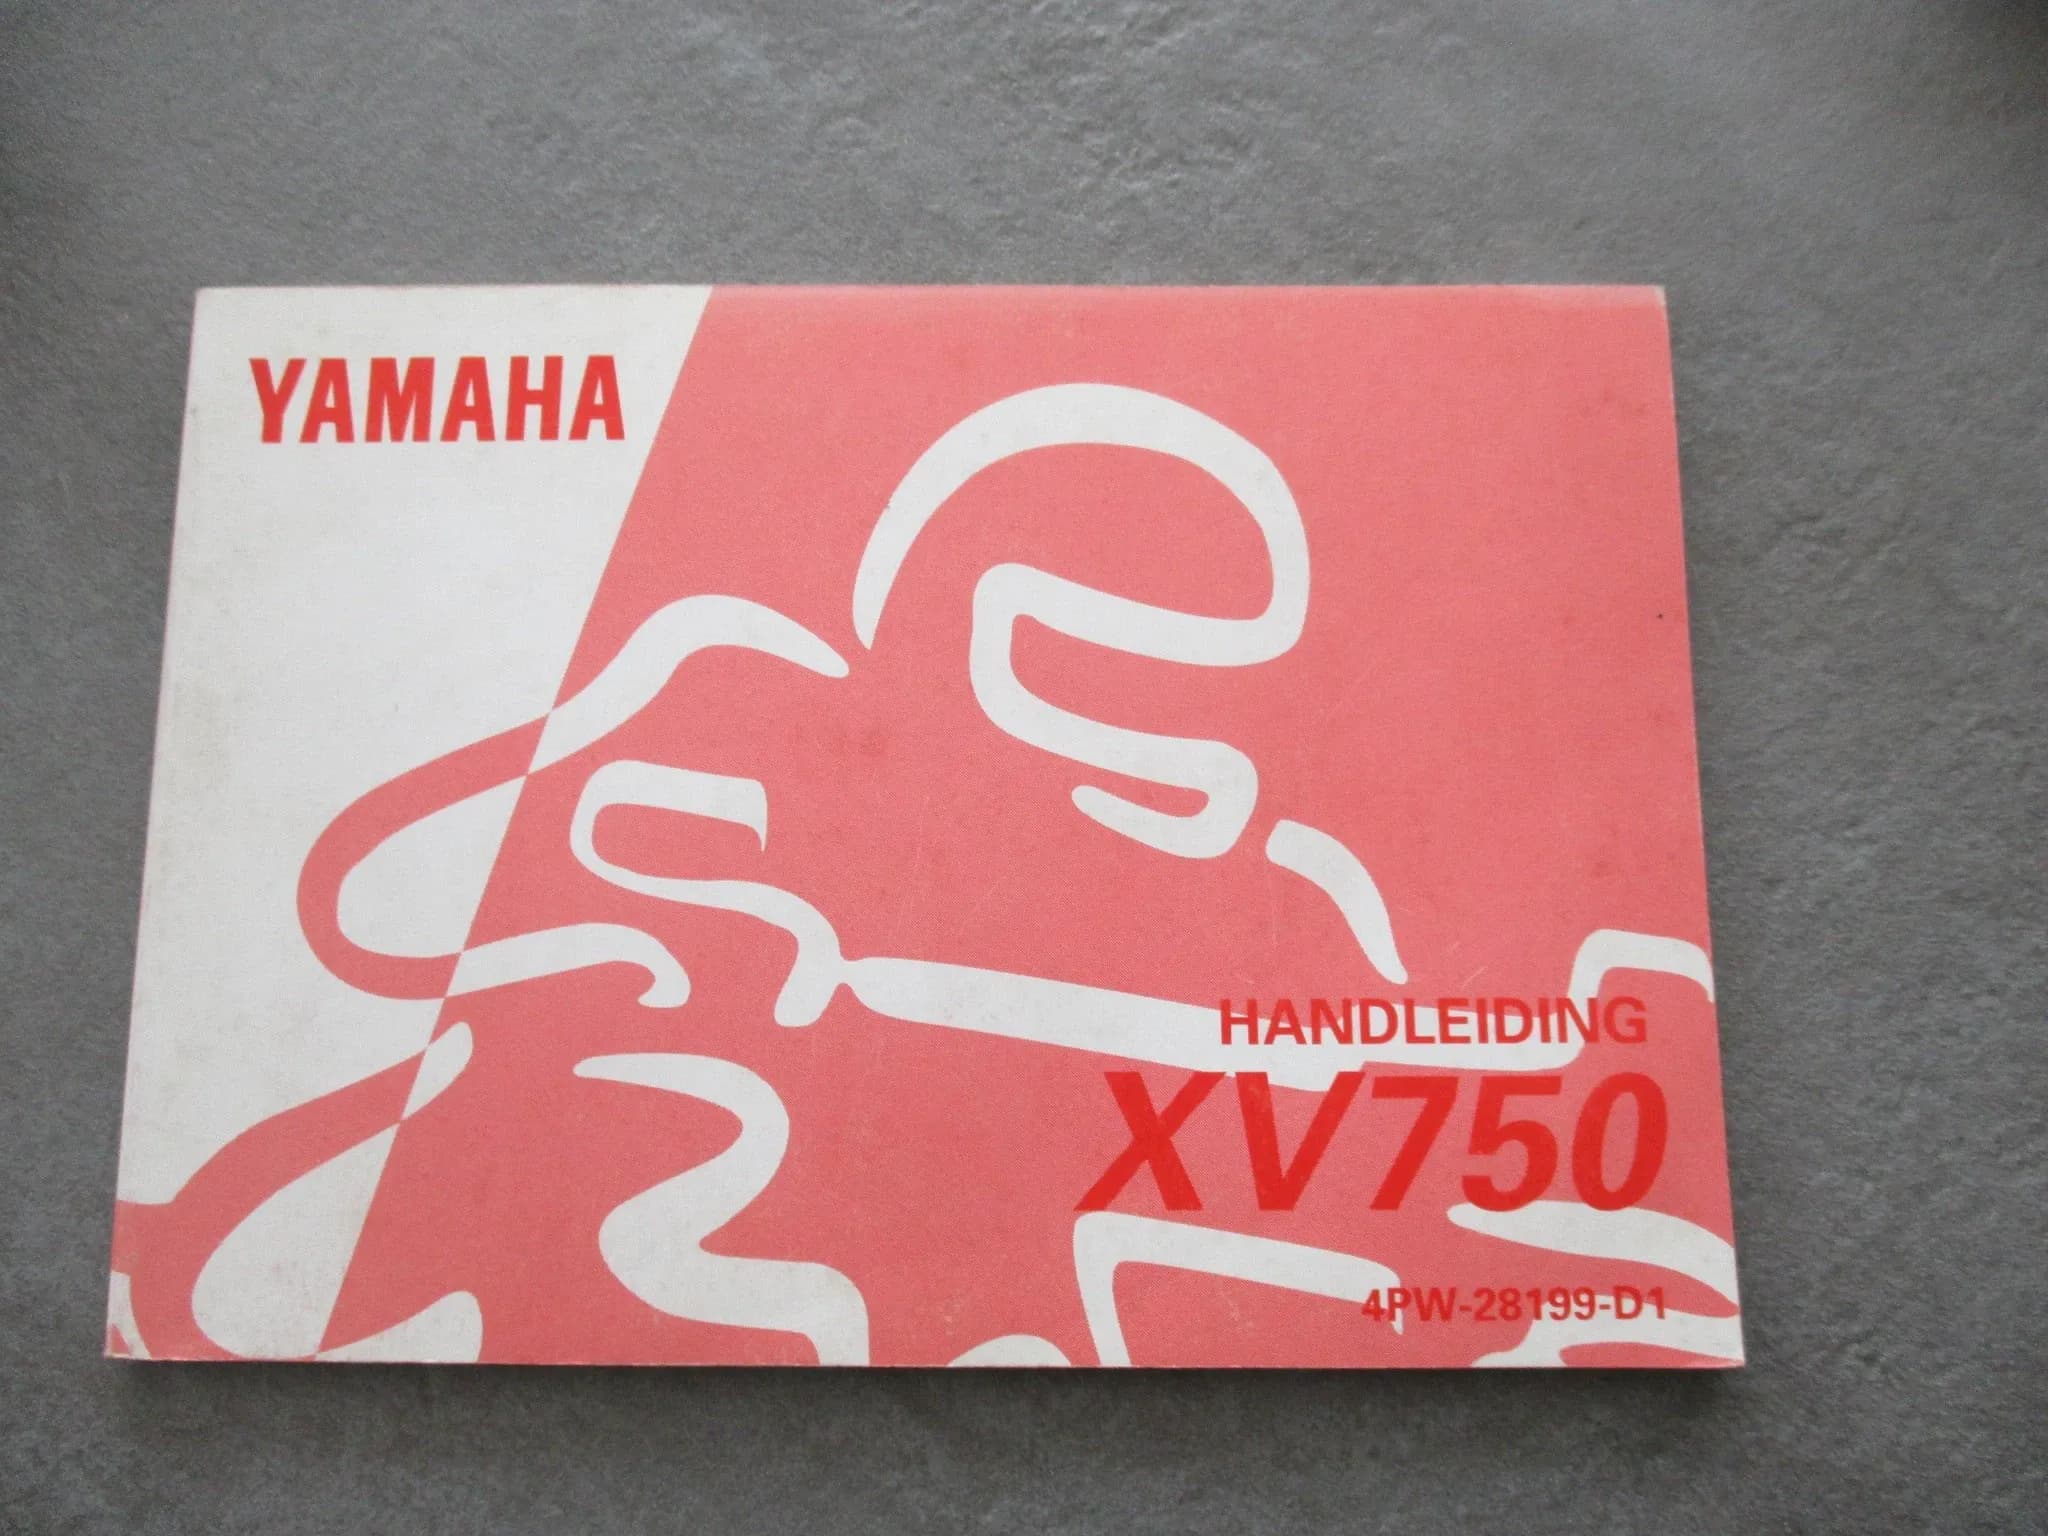 YAMAHA
HANDLEIDING
XV750
4PW-28199-D1